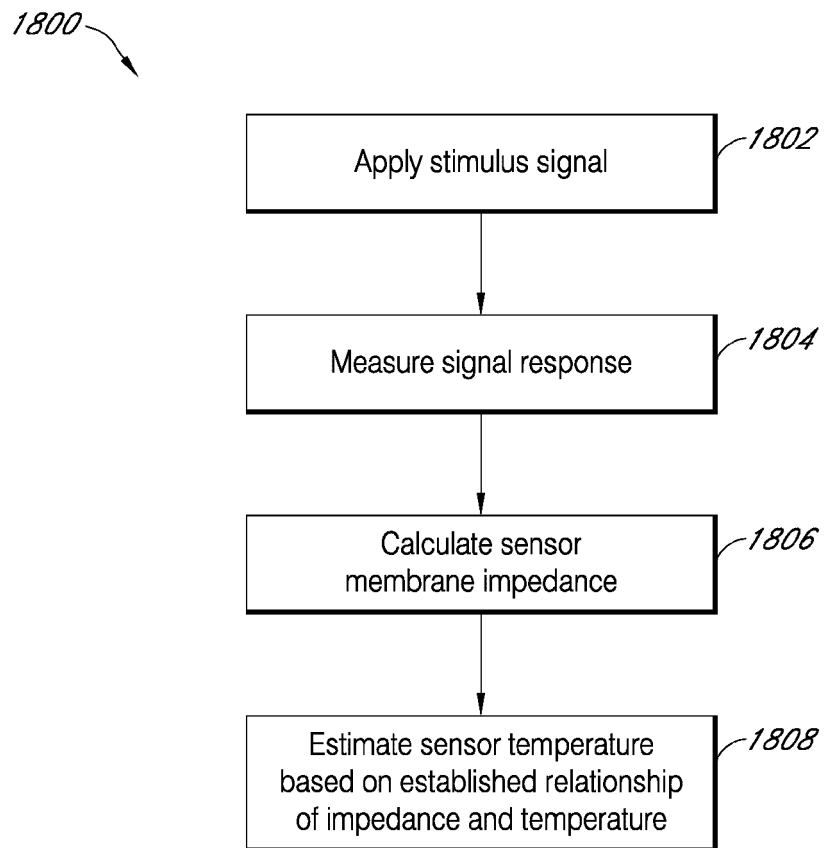 1800
Apply stimulus signal
1802
Measure signal response
1804
Calculate sensor
membrane impedance
1806
Estimate sensor temperature
based on established relationship
of impedance and temperature
1808